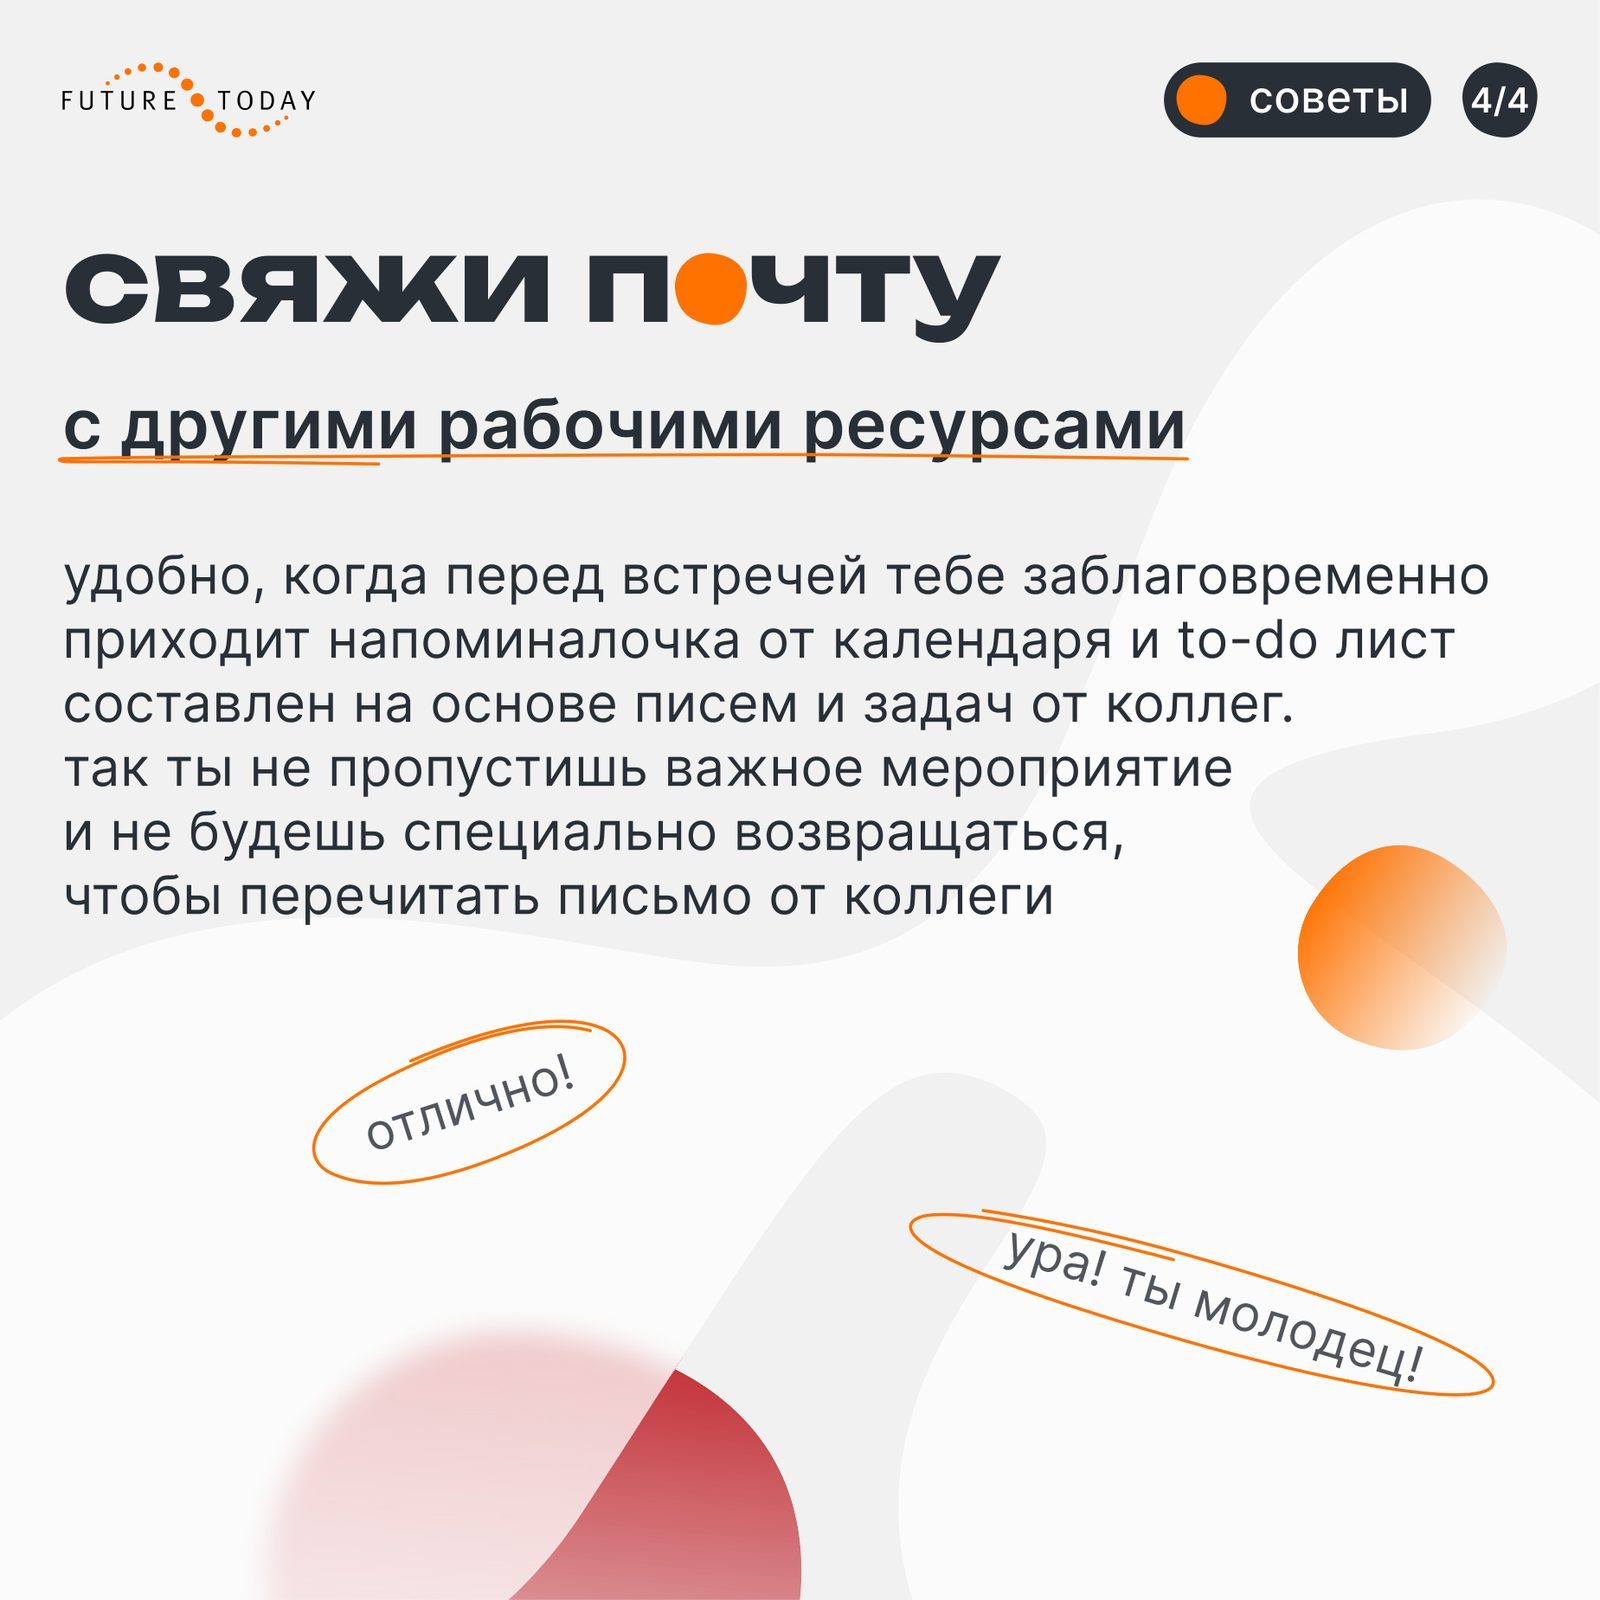 FUTURE TODAY
советы
4/4
свяжи почту
с другими рабочими ресурсами
удобно, когда перед встречей тебе заблаговременно
приходит напоминалочка от календаря и to-do лист
составлен на основе писем и задач от коллег.
так ты не пропустишь важное мероприятие
и не будешь специально возвращаться,
чтобы перечитать письмо от коллеги
отлично!
ура! ты молодец!